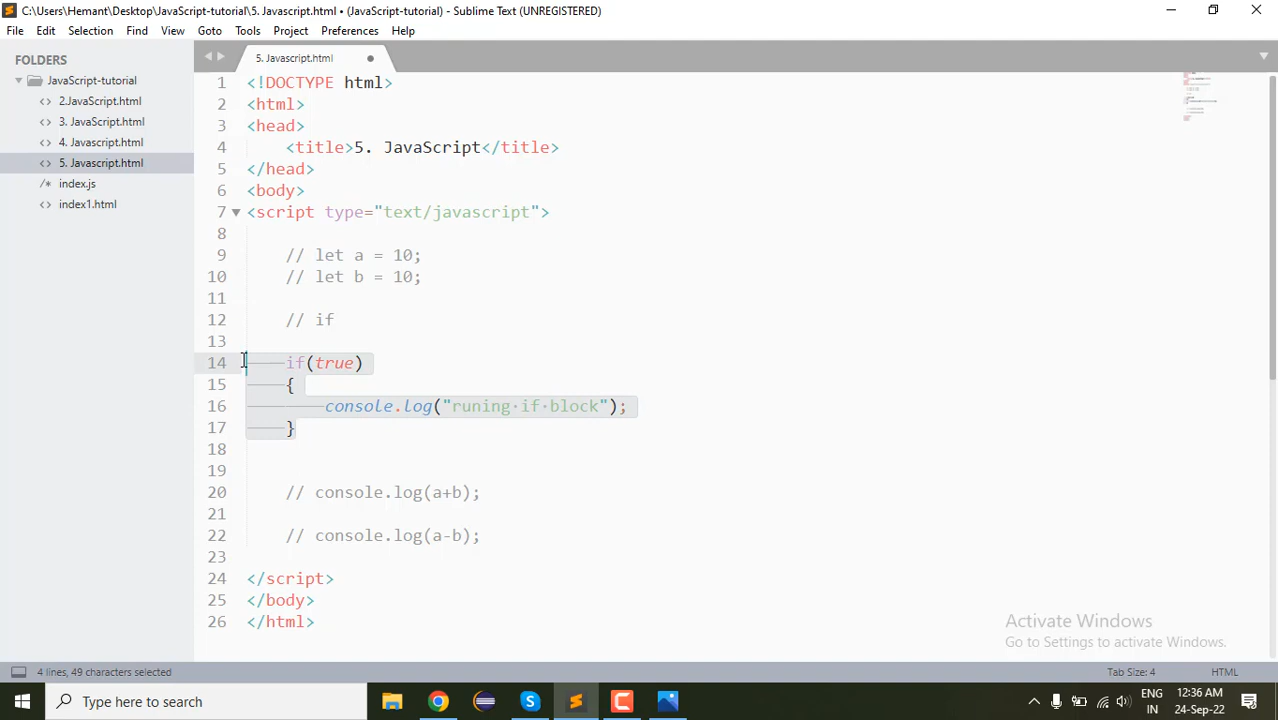 C:\Users\Hemant\Desktop\JavaScript-tutorial\5. Javascript.html • (JavaScript-tutorial) - Sublime Text (UNREGISTERED)
File Edit Selection Find View Goto Tools Project Preferences Help
FOLDERS
JavaScript-tutorial
2.JavaScript.html
3. JavaScript.html
4. Javascript.html
5. Javascript.html
index.js
index1.html
5. Javascript.html
1 <!DOCTYPE html>
2 <html>
3 <head>
4 <title>5. JavaScript</title>
5 </head>
6 <body>
7 <script type="text/javascript">
8
9 // let a = 10;
10 // let b = 10;
11
12 // if
13
14 if(true)
15 {
16 console.log("runing·if·block");
17 }
18
19
20 // console.log(a+b);
21
22 // console.log(a-b);
23
24 </script>
25 </body>
26 </html>
Activate Windows
Go to Settings to activate Windows.
4 lines, 49 characters selected
Tab Size: 4
HTML
Type here to search
ENG
IN
12:36 AM
24-Sep-22